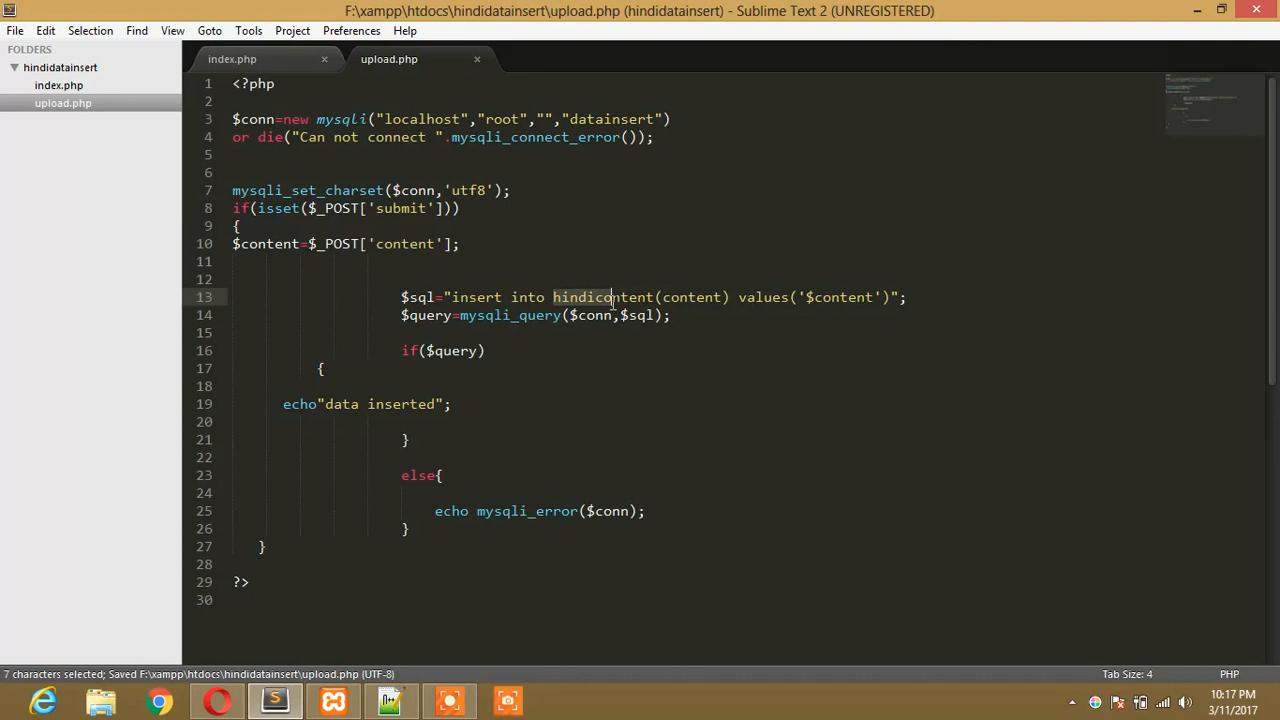 F:\xampp\htdocs\hindidatainsert\upload.php (hindidatainsert) - Sublime Text 2 (UNREGISTERED)
File Edit Selection Find View Goto Tools Project Preferences Help
FOLDERS
hindidatainsert
index.php
upload.php
index.php × upload.php ×
1 <?php
2
3 $conn=new mysqli("localhost","root","","datainsert")
4 or die("Can not connect ".mysqli_connect_error());
5
6
7 mysqli_set_charset($conn,'utf8');
8 if(isset($_POST['submit']))
9 {
10 $content=$_POST['content'];
11
12
13 $sql="insert into hindicontent(content) values('$content')";
14 $query=mysqli_query($conn,$sql);
15
16 if($query)
17 {
18
19 echo"data inserted";
20
21 }
22
23 else{
24
25 echo mysqli_error($conn);
26 }
27 }
28
29 ?>
30
7 characters selected; Saved F:\xampp\htdocs\hindidatainsert\upload.php (UTF-8) Tab Size: 4 PHP
10:17 PM
3/11/2017